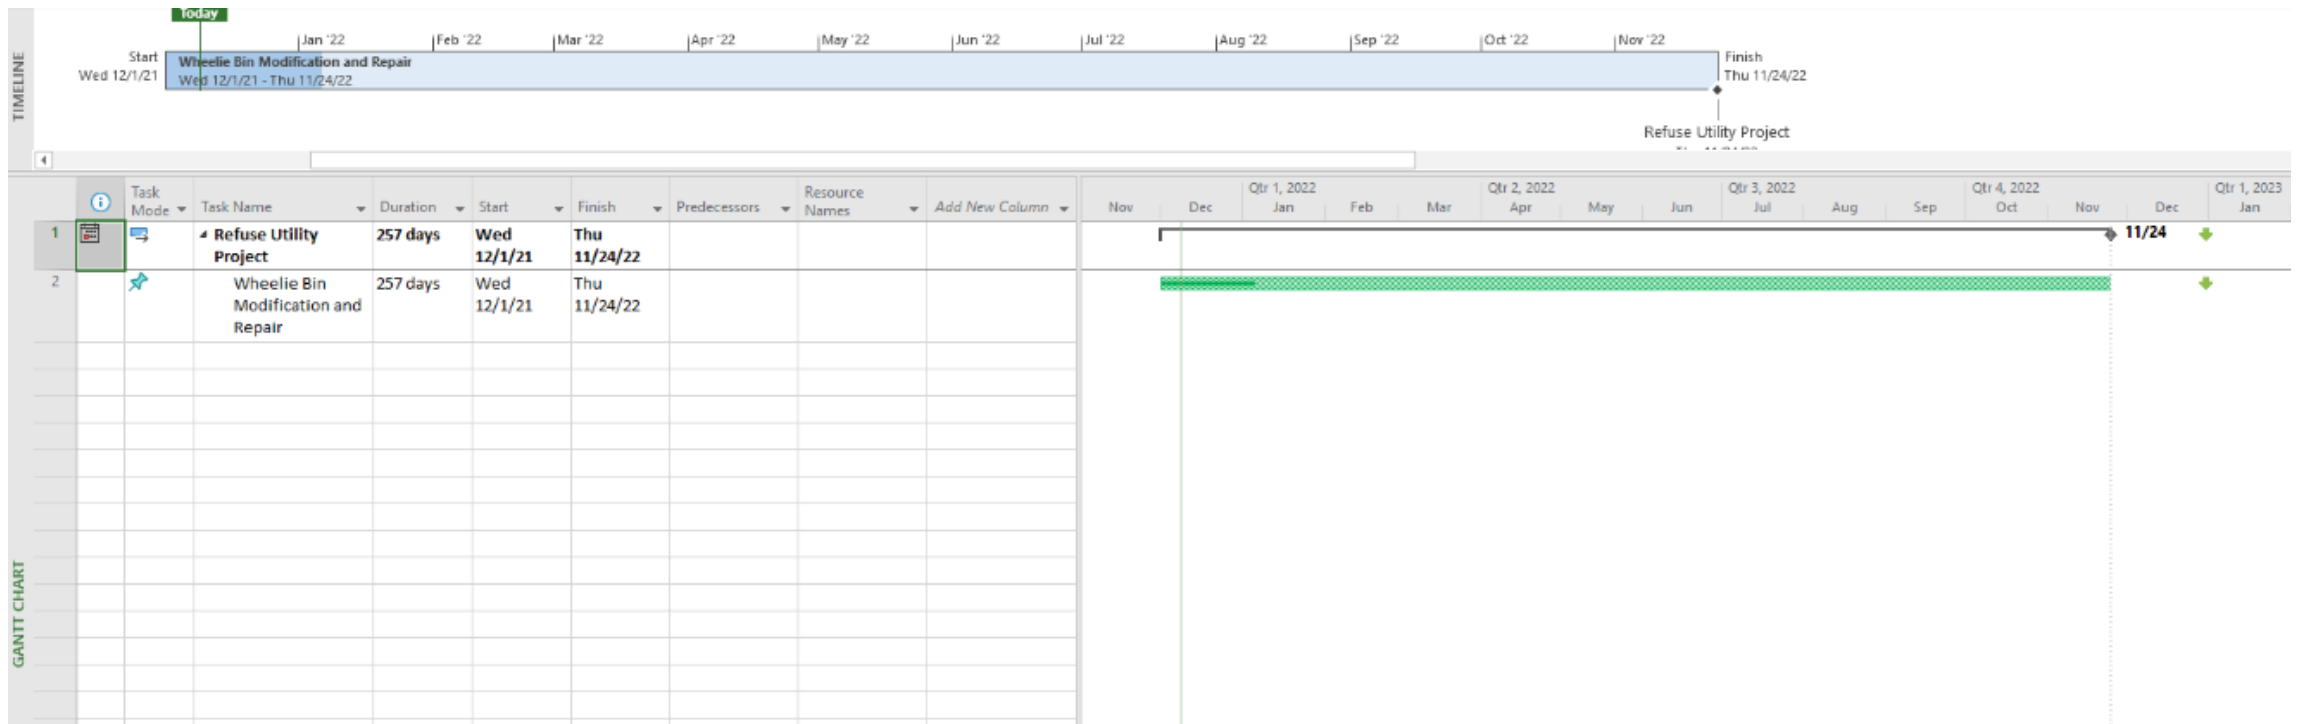 Today
Jan '22
Feb '22
Mar '22
Apr '22
May '22
Jun '22
Jul '22
Aug '22
Sep '22
Oct '22
Nov '22
TIMELINE
Start
Wed 12/1/21
Wheelie Bin Modification and Repair
Wed 12/1/21 - Thu 11/24/22
Finish
Thu 11/24/22
Refuse Utility Project
GANTT CHART
Task
Mode
Task Name
Duration
Start
Finish
Predecessors
Resource
Names
Add New Column
Qtr 1, 2022
Qtr 2, 2022
Qtr 3, 2022
Qtr 4, 2022
Qtr 1, 2023
Nov
Dec
Jan
Feb
Mar
Apr
May
Jun
Jul
Aug
Sep
Oct
Nov
Dec
Jan
1
Refuse Utility
Project
257 days
Wed
12/1/21
Thu
11/24/22
11/24
2
Wheelie Bin
Modification and
Repair
257 days
Wed
12/1/21
Thu
11/24/22